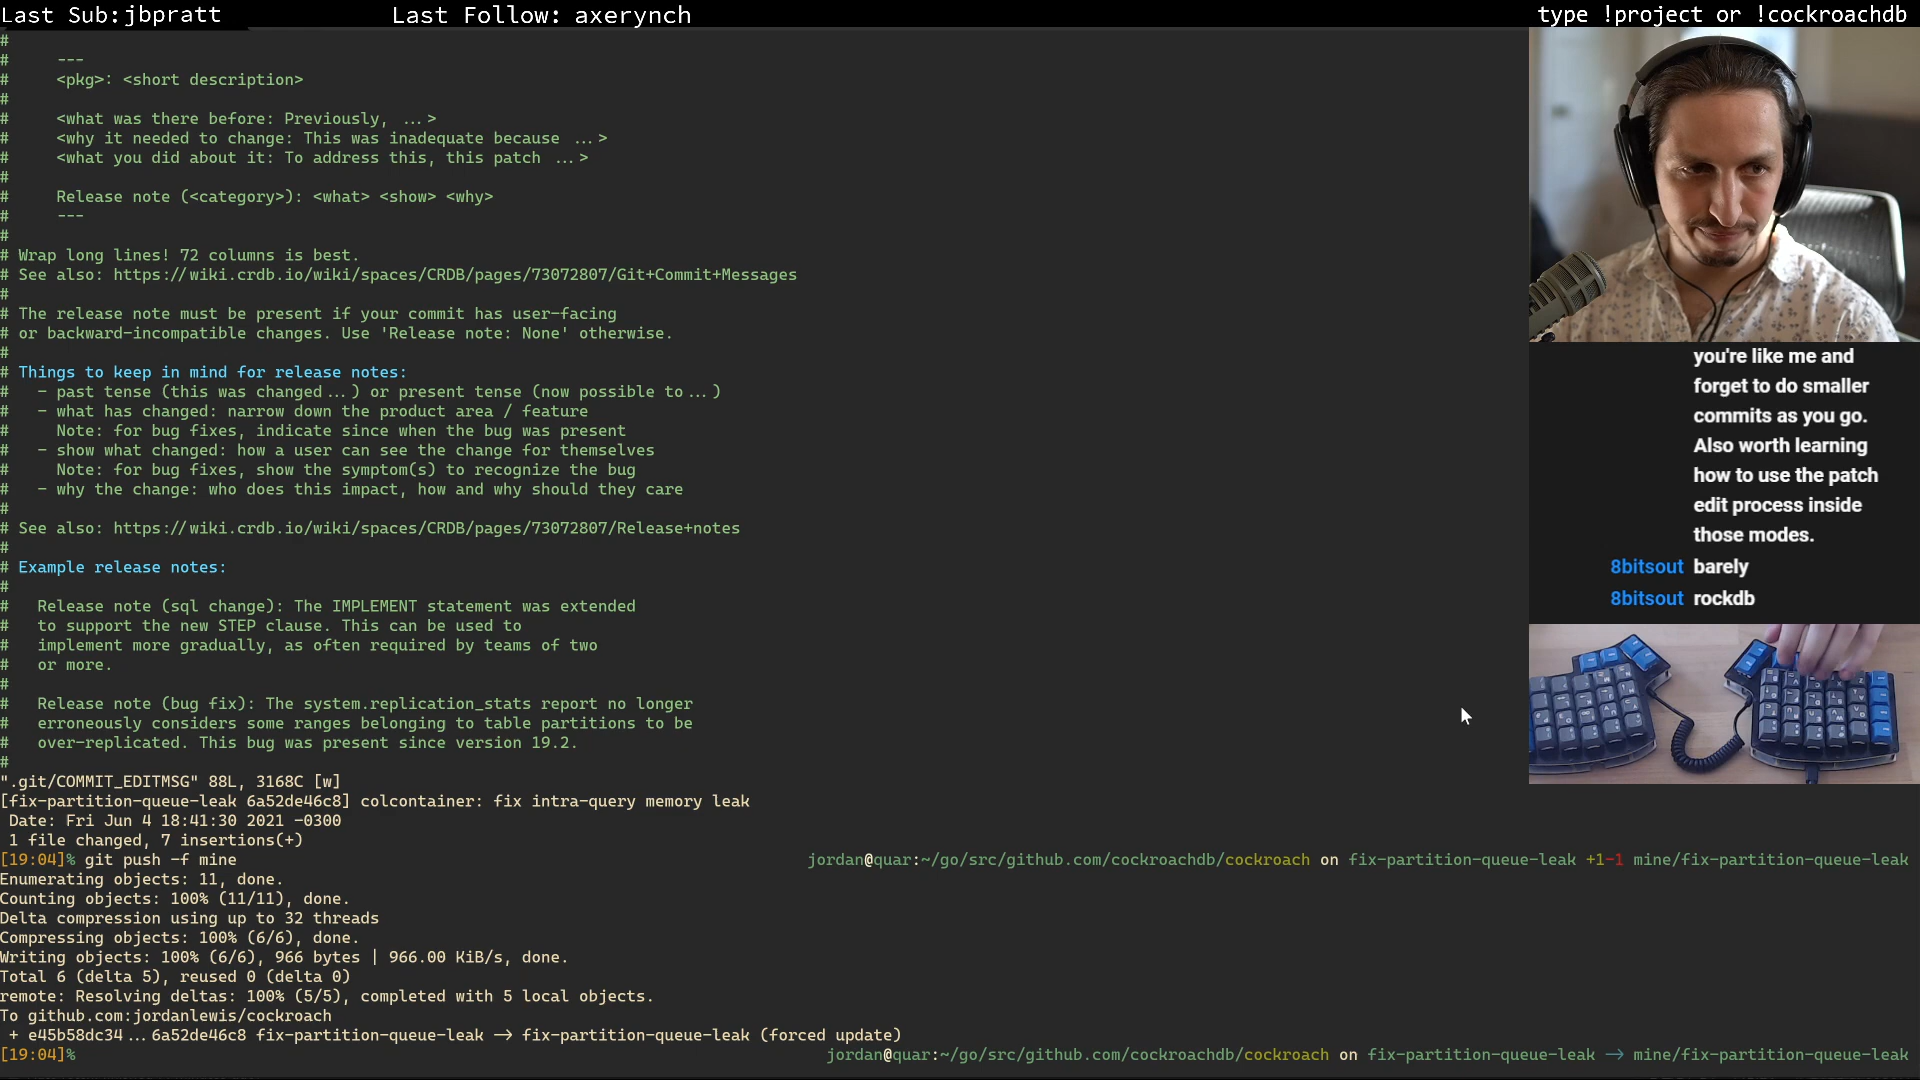 Last Sub:jbpratt
Last Follow: axerynch
type !project or !cockroachdb
#
#     ---
#     <pkg>: <short description>
#
#     <what was there before: Previously, ...>
#     <why it needed to change: This was inadequate because ...>
#     <what you did about it: To address this, this patch ...>
#
#     Release note (<category>): <what> <show> <why>
#     ---
#
# Wrap long lines! 72 columns is best.
# See also: https://wiki.crdb.io/wiki/spaces/CRDB/pages/73072807/Git+Commit+Messages
#
# The release note must be present if your commit has user-facing
# or backward-incompatible changes. Use 'Release note: None' otherwise.
#
# Things to keep in mind for release notes:
#   - past tense (this was changed...) or present tense (now possible to...)
#   - what has changed: narrow down the product area / feature
#     Note: for bug fixes, indicate since when the bug was present
#   - show what changed: how a user can see the change for themselves
#     Note: for bug fixes, show the symptom(s) to recognize the bug
#   - why the change: who does this impact, how and why should they care
#
# See also: https://wiki.crdb.io/wiki/spaces/CRDB/pages/73072807/Release+notes
#
# Example release notes:
#
#   Release note (sql change): The IMPLEMENT statement was extended
#   to support the new STEP clause. This can be used to
#   implement more gradually, as often required by teams of two
#   or more.
#
#   Release note (bug fix): The system.replication_stats report no longer
#   erroneously considers some ranges belonging to table partitions to be
#   over-replicated. This bug was present since version 19.2.
#
".git/COMMIT_EDITMSG" 88L, 3168C [w]
[fix-partition-queue-leak 6a52de46c8] colcontainer: fix intra-query memory leak
 Date: Fri Jun 4 18:41:30 2021 -0300
 1 file changed, 7 insertions(+)
[19:04]% git push -f mine jordan@quar:~/go/src/github.com/cockroachdb/cockroach on fix-partition-queue-leak +1-1 mine/fix-partition-queue-leak
Enumerating objects: 11, done.
Counting objects: 100% (11/11), done.
Delta compression using up to 32 threads
Compressing objects: 100% (6/6), done.
Writing objects: 100% (6/6), 966 bytes | 966.00 KiB/s, done.
Total 6 (delta 5), reused 0 (delta 0)
remote: Resolving deltas: 100% (5/5), completed with 5 local objects.
To github.com:jordanlewis/cockroach
 + e45b58dc34...6a52de46c8 fix-partition-queue-leak -> fix-partition-queue-leak (forced update)
[19:04]% jordan@quar:~/go/src/github.com/cockroachdb/cockroach on fix-partition-queue-leak -> mine/fix-partition-queue-leak
you're like me and
forget to do smaller
commits as you go.
Also worth learning
how to use the patch
edit process inside
those modes.
8bitsout barely
8bitsout rockdb